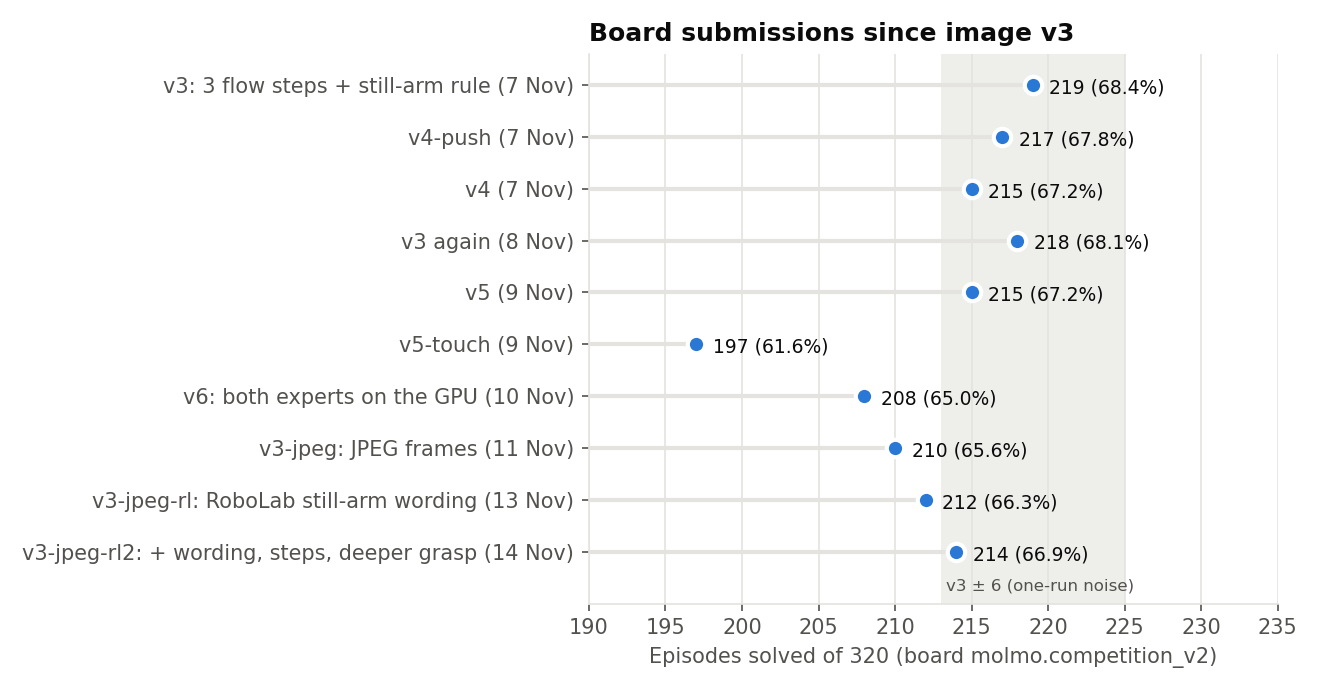 Board submissions since image v3
v3: 3 flow steps + still-arm rule (7 Nov)
219 (68.4%)
v4-push (7 Nov)
217 (67.8%)
v4 (7 Nov)
215 (67.2%)
v3 again (8 Nov)
218 (68.1%)
v5 (9 Nov)
215 (67.2%)
v5-touch (9 Nov)
197 (61.6%)
v6: both experts on the GPU (10 Nov)
208 (65.0%)
v3-jpeg: JPEG frames (11 Nov)
210 (65.6%)
v3-jpeg-rl: RoboLab still-arm wording (13 Nov)
212 (66.3%)
v3-jpeg-rl2: + wording, steps, deeper grasp (14 Nov)
214 (66.9%)
v3 ± 6 (one-run noise)
190 195 200 205 210 215 220 225 230 235
Episodes solved of 320 (board molmo.competition_v2)